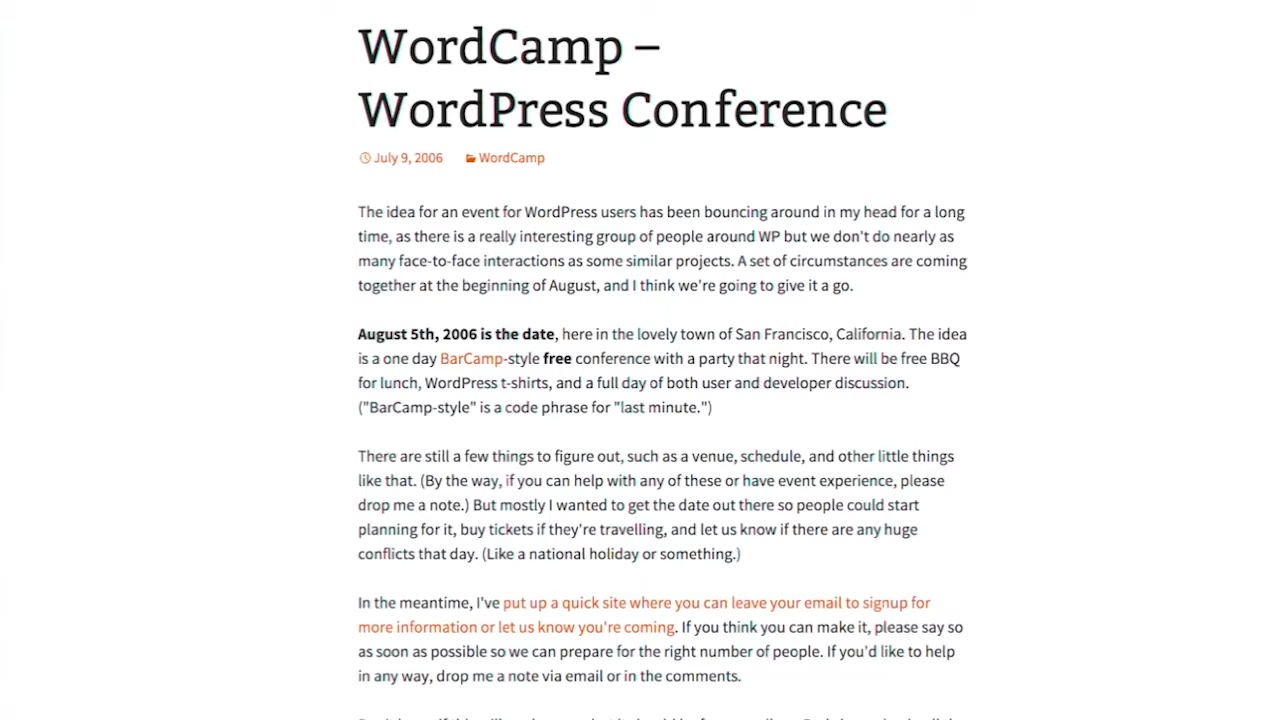 WordCamp –
WordPress Conference
July 9, 2006 WordCamp
The idea for an event for WordPress users has been bouncing around in my head for a long
time, as there is a really interesting group of people around WP but we don't do nearly as
many face-to-face interactions as some similar projects. A set of circumstances are coming
together at the beginning of August, and I think we're going to give it a go.
August 5th, 2006 is the date, here in the lovely town of San Francisco, California. The idea
is a one day BarCamp-style free conference with a party that night. There will be free BBQ
for lunch, WordPress t-shirts, and a full day of both user and developer discussion.
("BarCamp-style" is a code phrase for "last minute.")
There are still a few things to figure out, such as a venue, schedule, and other little things
like that. (By the way, if you can help with any of these or have event experience, please
drop me a note.) But mostly I wanted to get the date out there so people could start
planning for it, buy tickets if they're travelling, and let us know if there are any huge
conflicts that day. (Like a national holiday or something.)
In the meantime, I've put up a quick site where you can leave your email to signup for
more information or let us know you're coming. If you think you can make it, please say so
as soon as possible so we can prepare for the right number of people. If you'd like to help
in any way, drop me a note via email or in the comments.